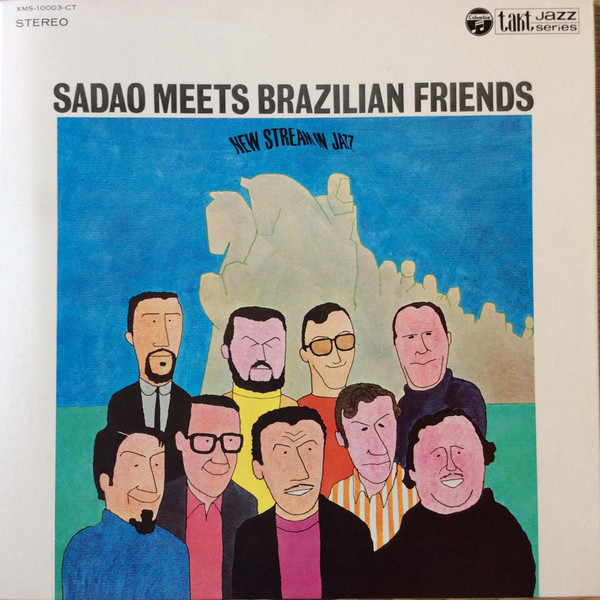 XMS-10003-CT
STEREO
Columbia
takt JAZZ series
SADAO MEETS BRAZILIAN FRIENDS
NEW STREAM IN JAZZ